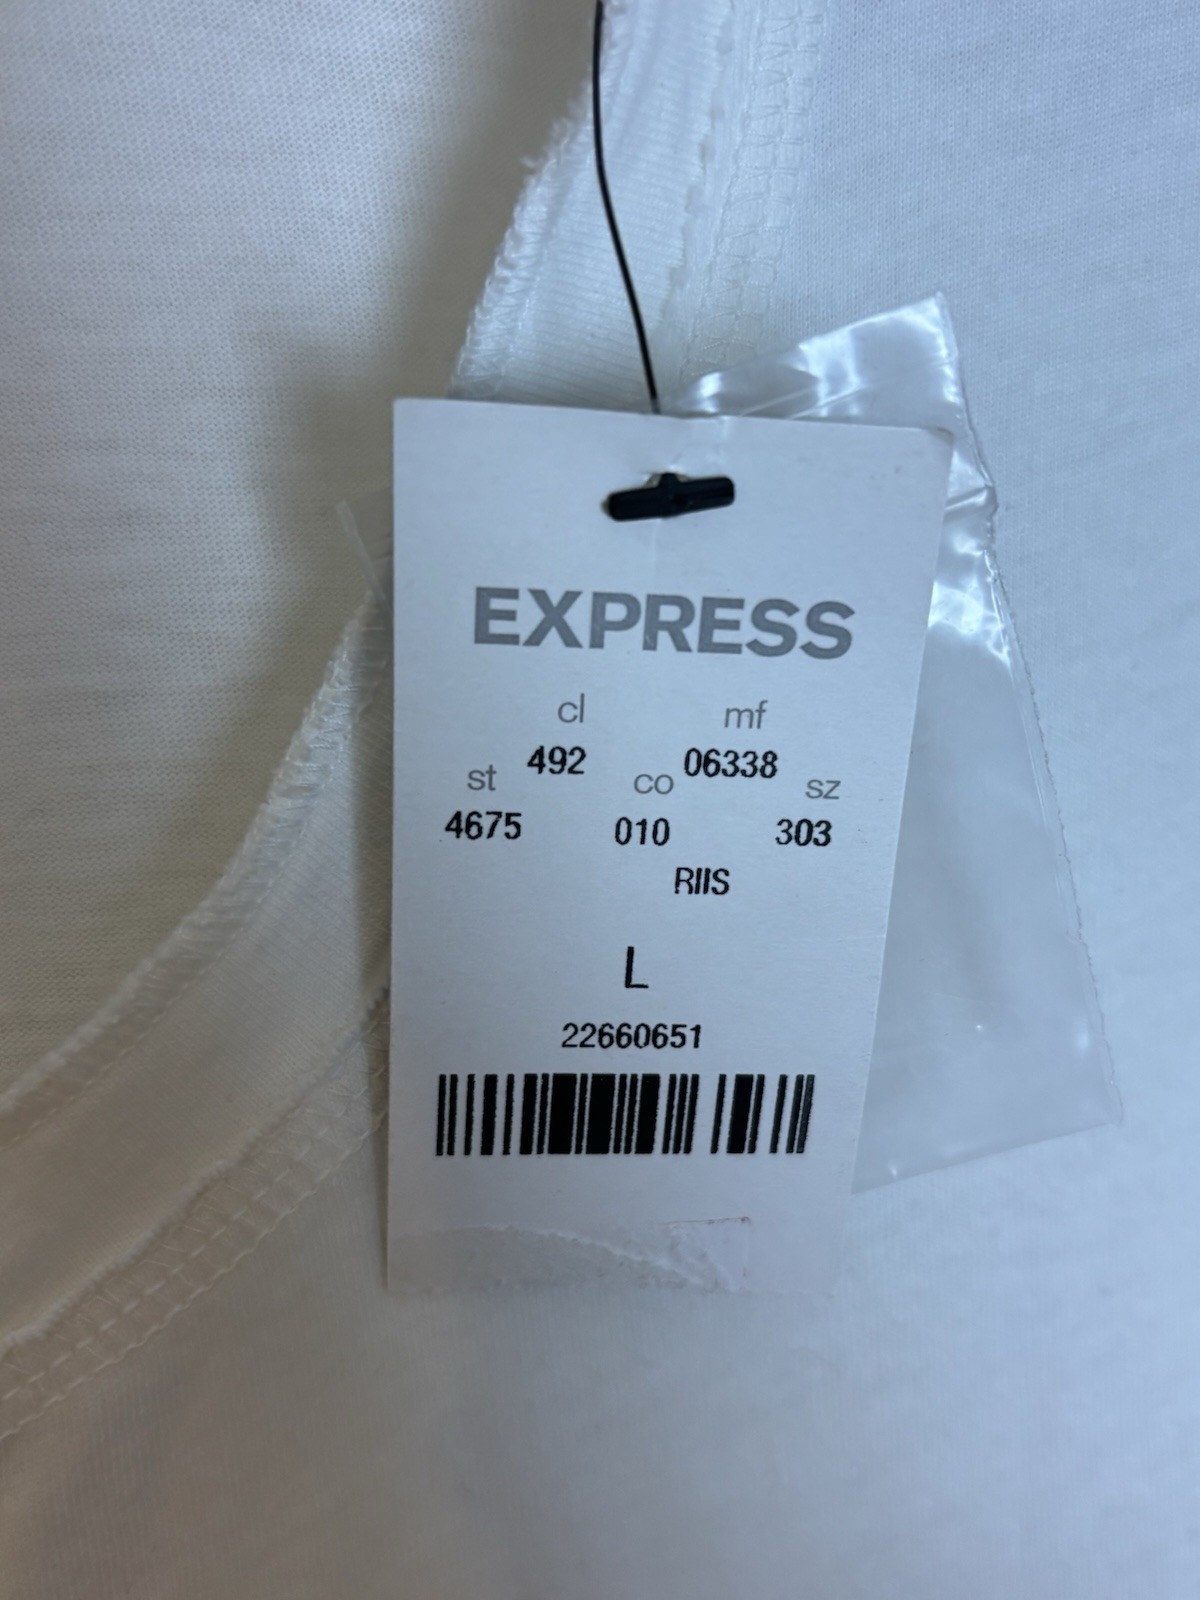 EXPRESS
cl mf
492 06338
st co sz
4675 010 303
RIIS
L
22660651